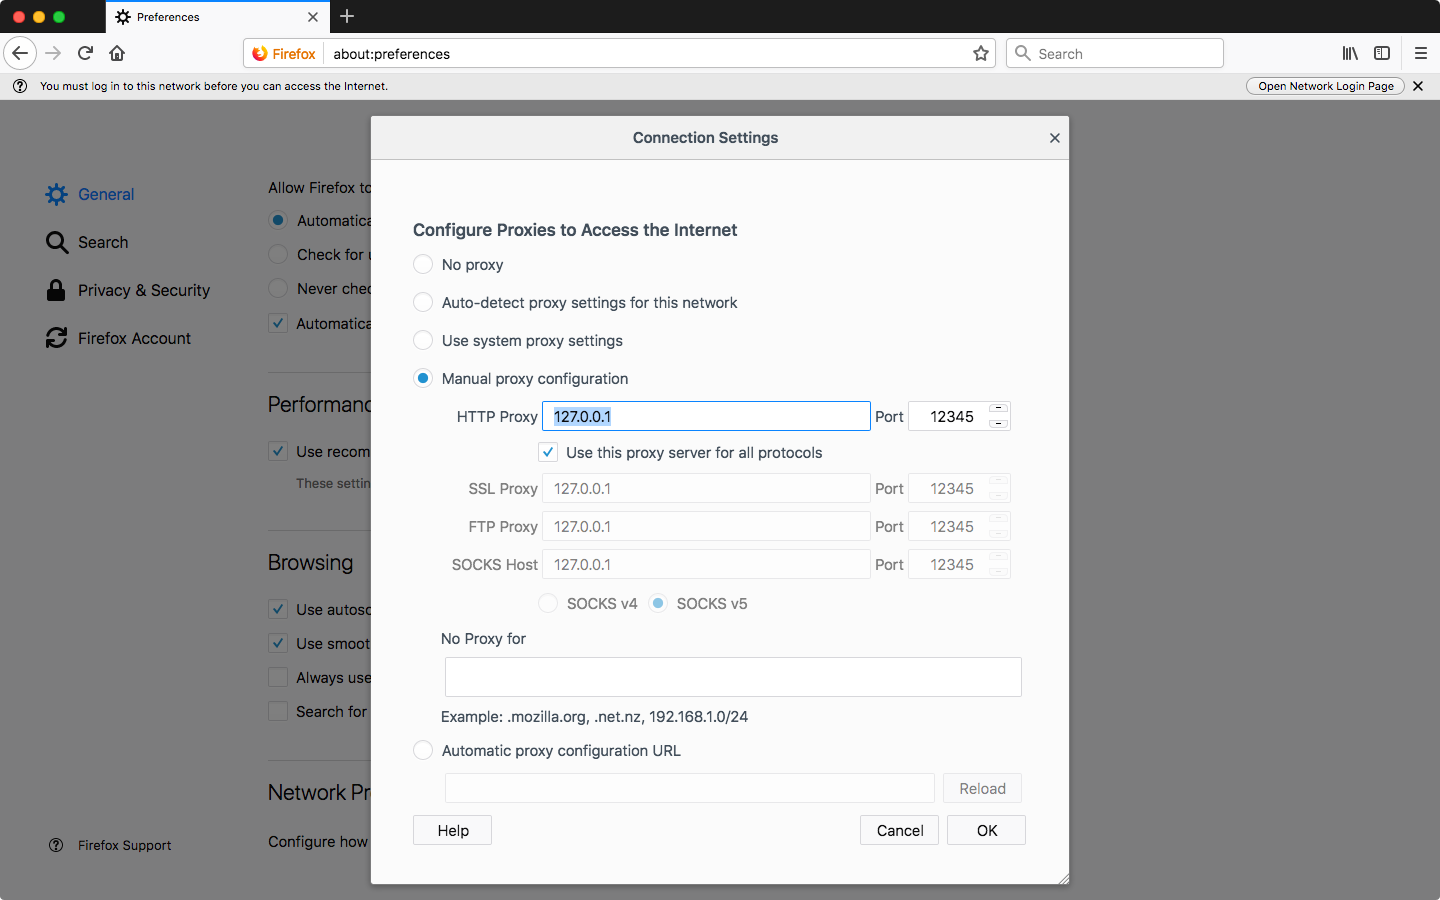 Preferences
Firefox about:preferences
Search
You must log in to this network before you can access the Internet.
Open Network Login Page
Connection Settings
General
Search
Privacy & Security
Firefox Account
Firefox Support
Allow Firefox to
Automatica
Check for u
Never chec
Automatica
Performanc
Use recom
These settin
Browsing
Use autosc
Use smoot
Always use
Search for
Network Pr
Configure how
Configure Proxies to Access the Internet
No proxy
Auto-detect proxy settings for this network
Use system proxy settings
Manual proxy configuration
HTTP Proxy 127.0.0.1 Port 12345
Use this proxy server for all protocols
SSL Proxy 127.0.0.1 Port 12345
FTP Proxy 127.0.0.1 Port 12345
SOCKS Host 127.0.0.1 Port 12345
SOCKS v4 SOCKS v5
No Proxy for
Example: .mozilla.org, .net.nz, 192.168.1.0/24
Automatic proxy configuration URL
Reload
Help Cancel OK